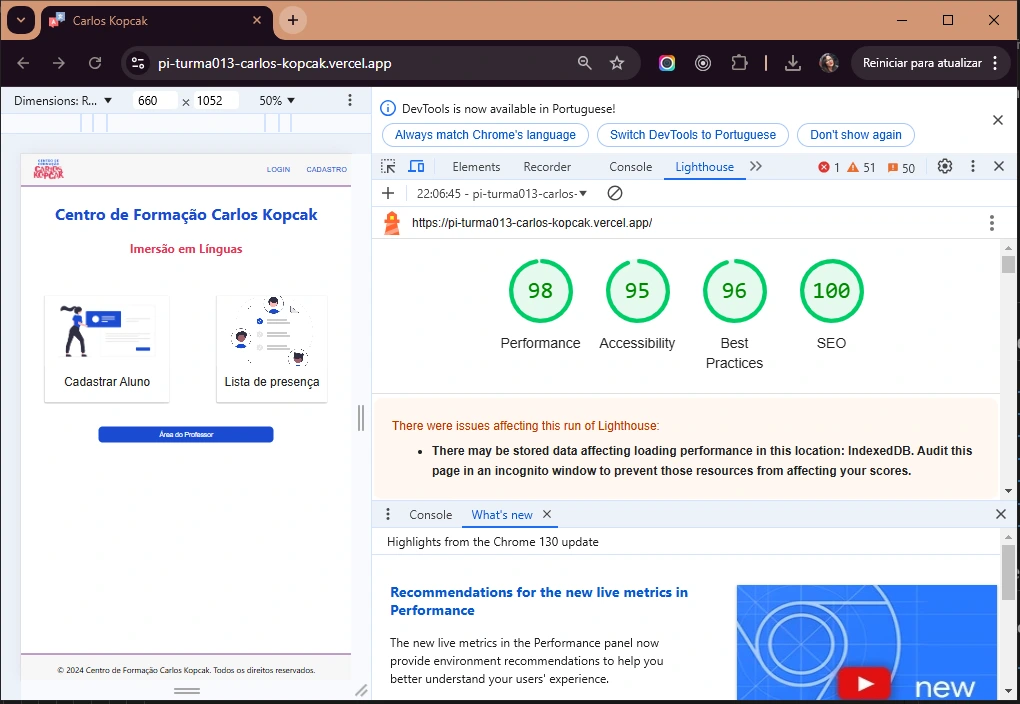 Carlos Kopcak
pi-turma013-carlos-kopcak.vercel.app
Reiniciar para atualizar
Dimensions: R...
660 × 1052
50%
CENTRO DE
FORMAÇÃO
CARLOS
KOPCAK
LOGIN
CADASTRO
Centro de Formação Carlos Kopcak
Imersão em Línguas
Cadastrar Aluno
Lista de presença
Área do Professor
© 2024 Centro de Formação Carlos Kopcak. Todos os direitos reservados.
DevTools is now available in Portuguese!
Always match Chrome's language
Switch DevTools to Portuguese
Don't show again
Elements
Recorder
Console
Lighthouse
1
51
50
22:06:45 - pi-turma013-carlos-
https://pi-turma013-carlos-kopcak.vercel.app/
98
95
96
100
Performance
Accessibility
Best
Practices
SEO
There were issues affecting this run of Lighthouse:
• There may be stored data affecting loading performance in this location: IndexedDB. Audit this
page in an incognito window to prevent those resources from affecting your scores.
Console
What's new
Highlights from the Chrome 130 update
Recommendations for the new live metrics in
Performance
The new live metrics in the Performance panel now
provide environment recommendations to help you
better understand your users' experience.
new